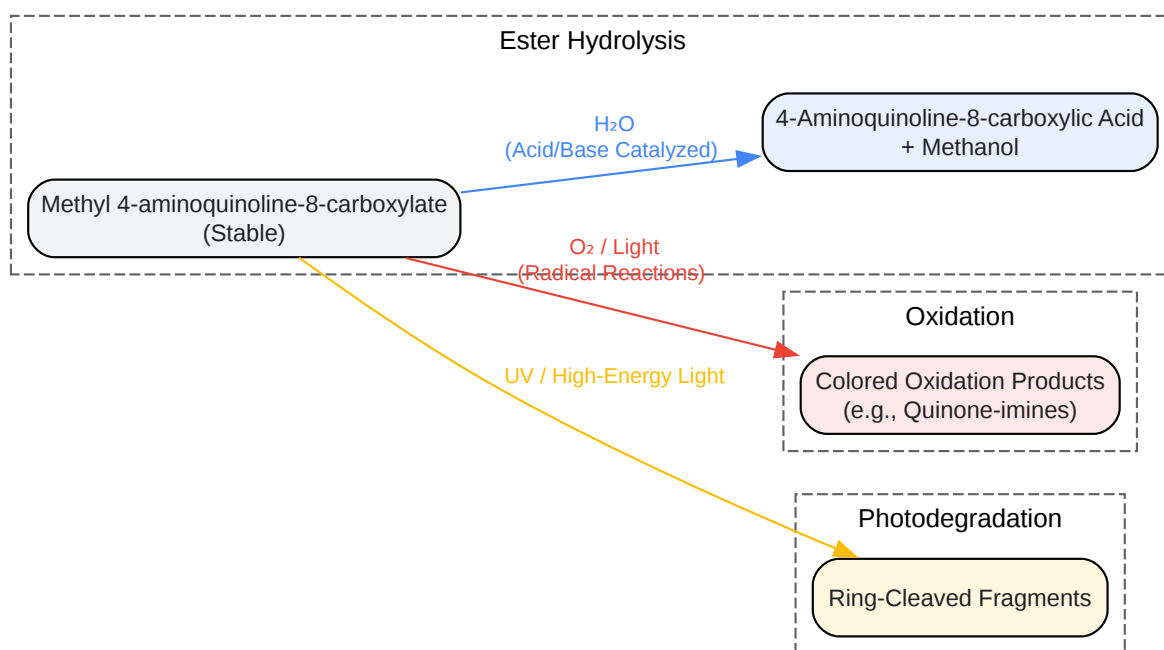 Ester Hydrolysis
H₂O
(Acid/Base Catalyzed)
4-Aminoquinoline-8-carboxylic Acid
+ Methanol
Methyl 4-aminoquinoline-8-carboxylate
(Stable)
O₂ / Light
(Radical Reactions)
Oxidation
Colored Oxidation Products
(e.g., Quinone-imines)
UV / High-Energy Light
Photodegradation
Ring-Cleaved Fragments